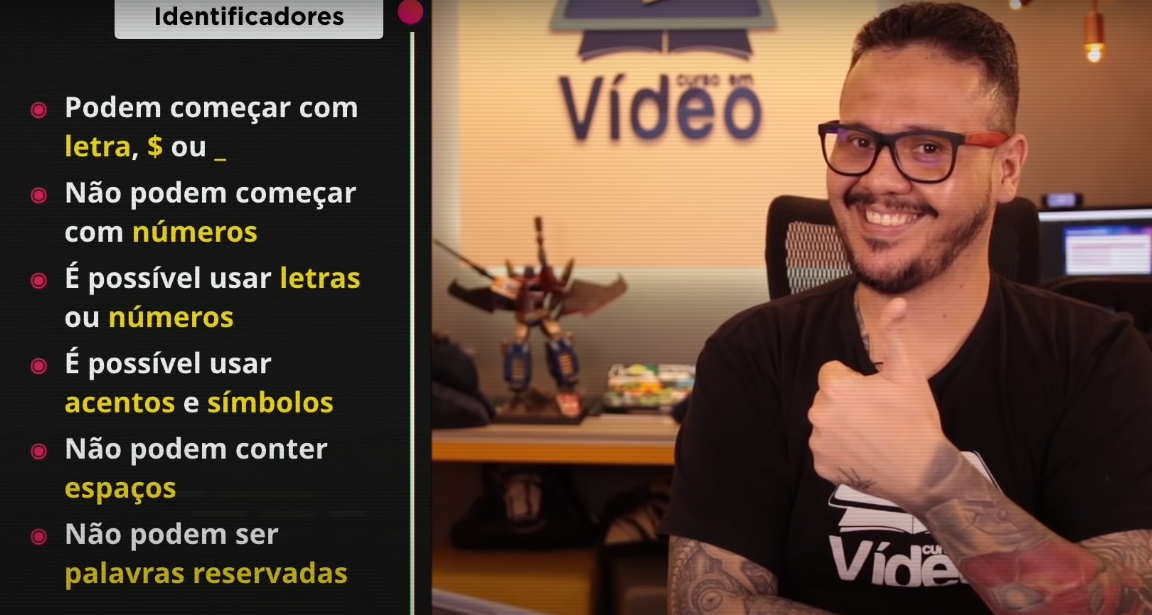 Identificadores
Podem começar com
letra, $ ou _
Não podem começar
com números
É possível usar letras
ou números
É possível usar
acentos e símbolos
Não podem conter
espaços
Não podem ser
palavras reservadas
curso em
Vídeo